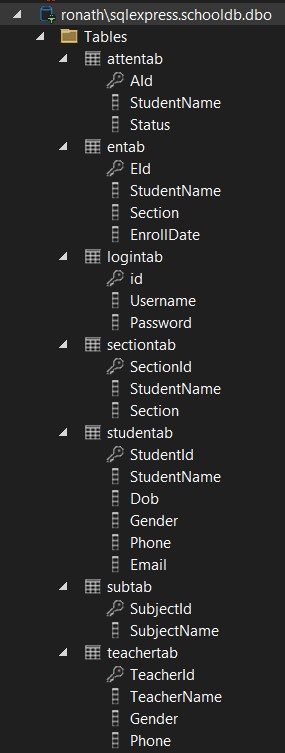 ronath\sqlexpress.schooldb.dbo
Tables
attentab
AId
StudentName
Status
entab
EId
StudentName
Section
EnrollDate
logintab
id
Username
Password
sectiontab
SectionId
StudentName
Section
studentab
StudentId
StudentName
Dob
Gender
Phone
Email
subtab
SubjectId
SubjectName
teachertab
TeacherId
TeacherName
Gender
Phone